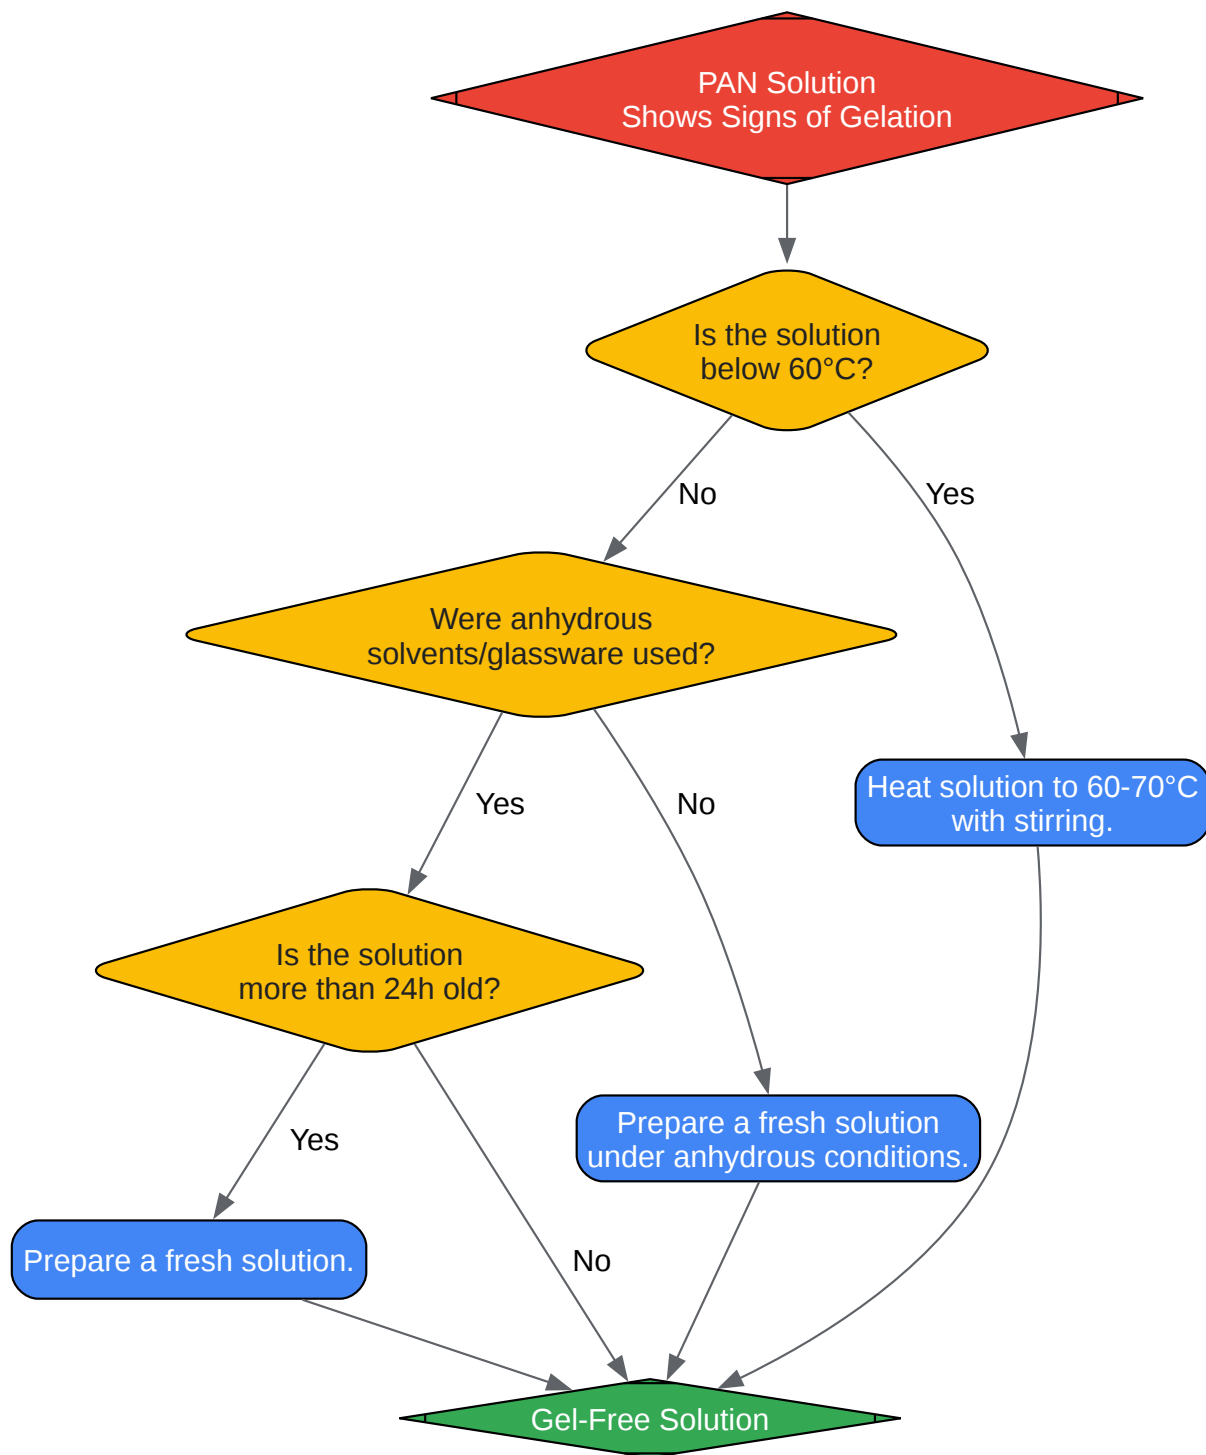 PAN Solution
Shows Signs of Gelation
Is the solution
below 60°C?
No
Yes
Were anhydrous
solvents/glassware used?
Yes
No
Heat solution to 60-70°C
with stirring.
Is the solution
more than 24h old?
Yes
No
Prepare a fresh solution
under anhydrous conditions.
Prepare a fresh solution.
Gel-Free Solution